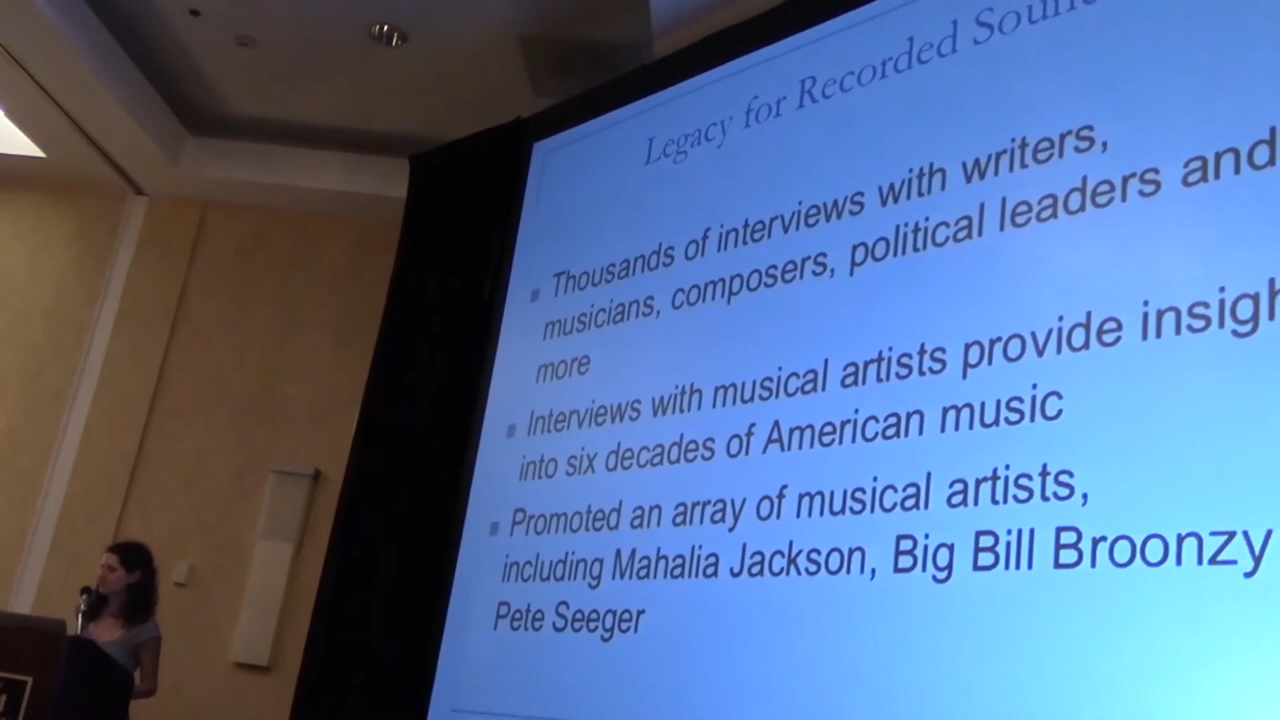 Legacy for Recorded
Thousands of interviews with writers,
musicians, composers, political leaders and
more
Interviews with musical artists provide
into six decades of American music
Promoted an array of musical artists,
including Mahalia Jackson, Big Bill Broonzy
Pete Seeger